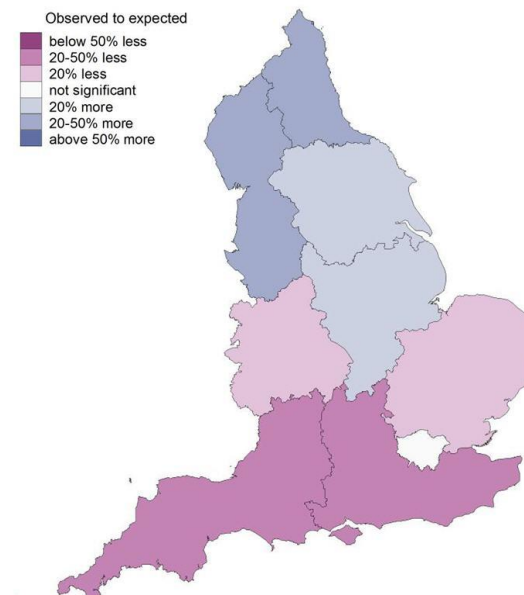 Observed to expected
below 50% less
20-50% less
20% less
not significant
20% more
20-50% more
above 50% more